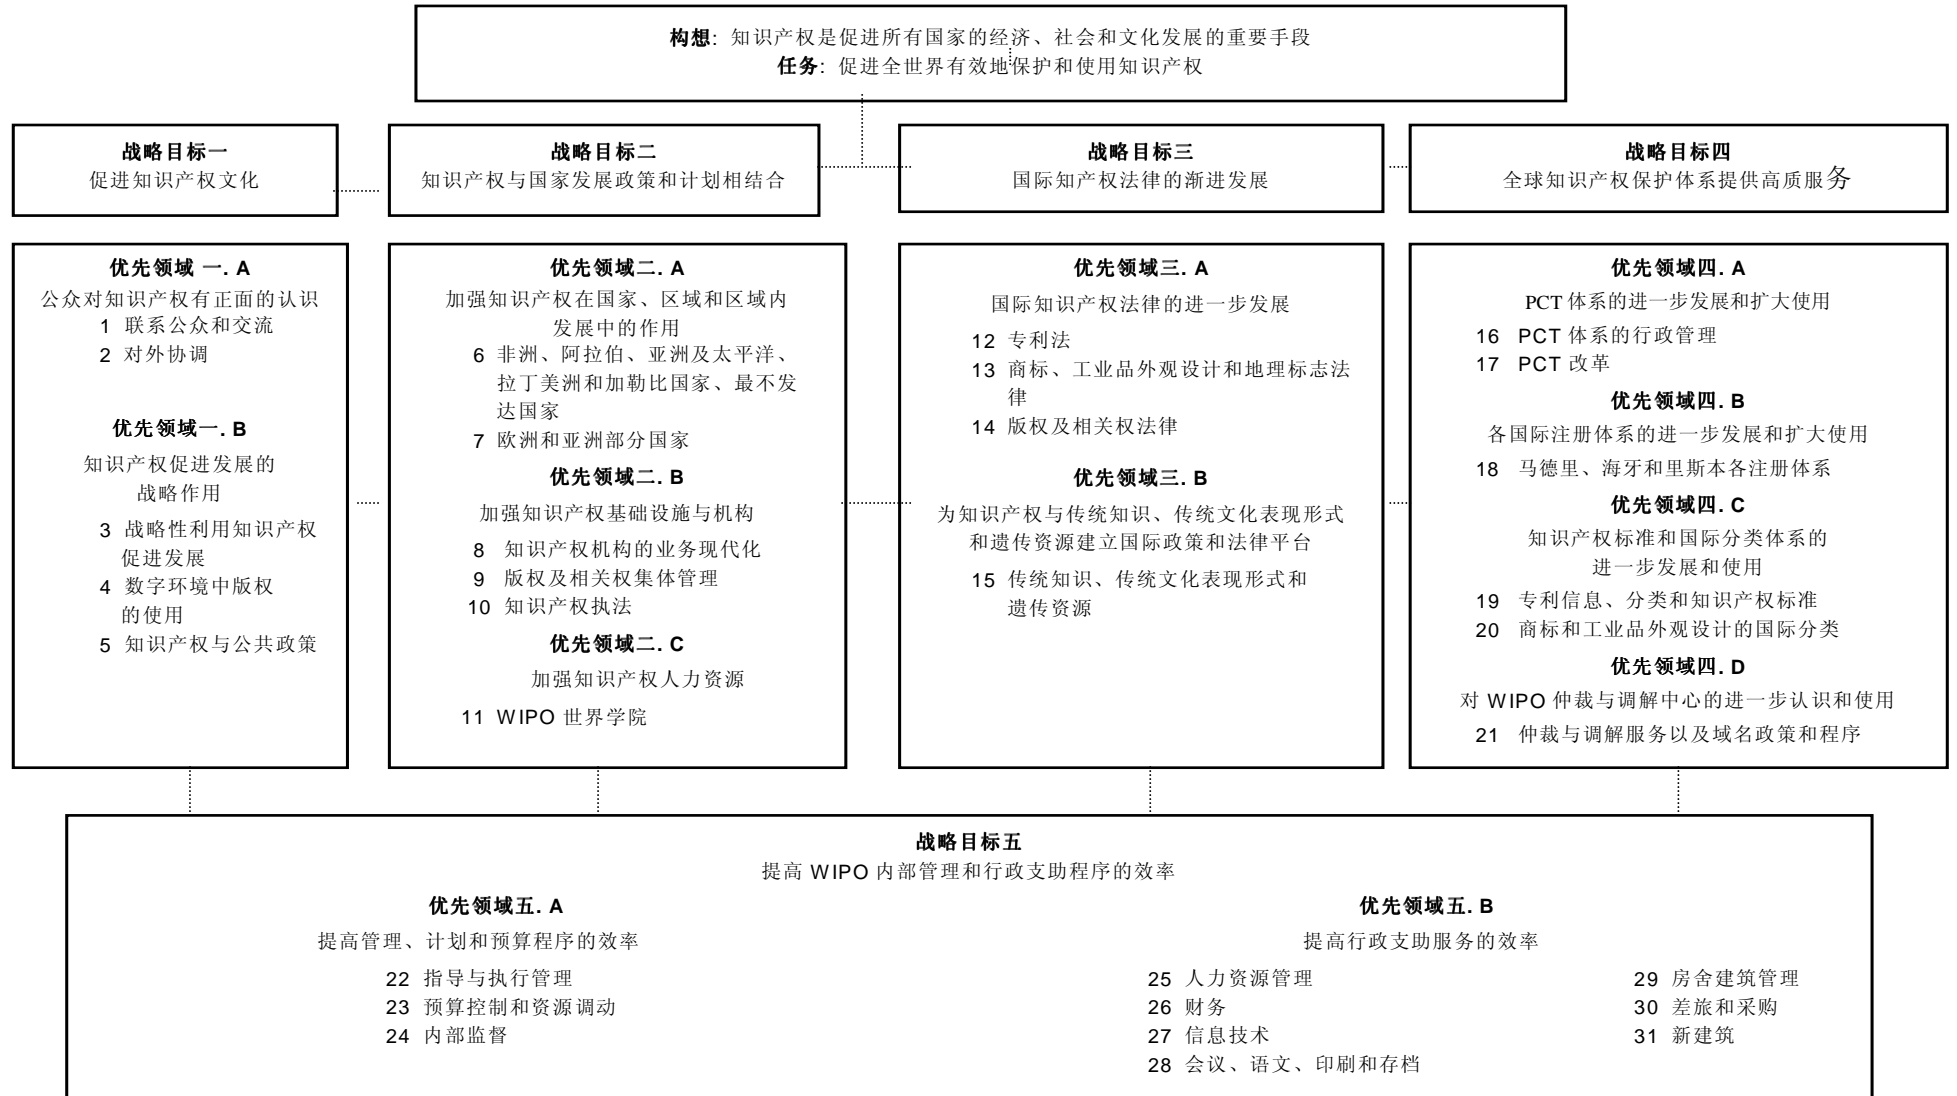 构想: 知识产权是促进所有国家的经济、社会和文化发展的重要手段
任务: 促进全世界有效地保护和使用知识产权
战略目标一
促进知识产权文化
战略目标二
知识产权与国家发展政策和计划相结合
战略目标三
国际知产权法律的渐进发展
战略目标四
全球知识产权保护体系提供高质服务
优先领域 一. A
公众对知识产权有正面的认识
1 联系公众和交流
2 对外协调
优先领域一. B
知识产权促进发展的
战略作用
3 战略性利用知识产权
促进发展
4 数字环境中版权
的使用
5 知识产权与公共政策
优先领域二. A
加强知识产权在国家、区域和区域内
发展中的作用
6 非洲、阿拉伯、亚洲及太平洋、
拉丁美洲和加勒比国家、最不发
达国家
7 欧洲和亚洲部分国家
优先领域二. B
加强知识产权基础设施与机构
8 知识产权机构的业务现代化
9 版权及相关权集体管理
10 知识产权执法
优先领域二. C
加强知识产权人力资源
11 WIPO 世界学院
优先领域三. A
国际知识产权法律的进一步发展
12 专利法
13 商标、工业品外观设计和地理标志法
律
14 版权及相关权法律
优先领域三. B
为知识产权与传统知识、传统文化表现形式
和遗传资源建立国际政策和法律平台
15 传统知识、传统文化表现形式和
遗传资源
优先领域四. A
PCT 体系的进一步发展和扩大使用
16 PCT 体系的行政管理
17 PCT 改革
优先领域四. B
各国际注册体系的进一步发展和扩大使用
18 马德里、海牙和里斯本各注册体系
优先领域四. C
知识产权标准和国际分类体系的
进一步发展和使用
19 专利信息、分类和知识产权标准
20 商标和工业品外观设计的国际分类
优先领域四. D
对 WIPO 仲裁与调解中心的进一步认识和使用
21 仲裁与调解服务以及域名政策和程序
战略目标五
提高 WIPO 内部管理和行政支助程序的效率
优先领域五. A
提高管理、计划和预算程序的效率
22 指导与执行管理
23 预算控制和资源调动
24 内部监督
优先领域五. B
提高行政支助服务的效率
25 人力资源管理
26 财务
27 信息技术
28 会议、语文、印刷和存档
29 房舍建筑管理
30 差旅和采购
31 新建筑